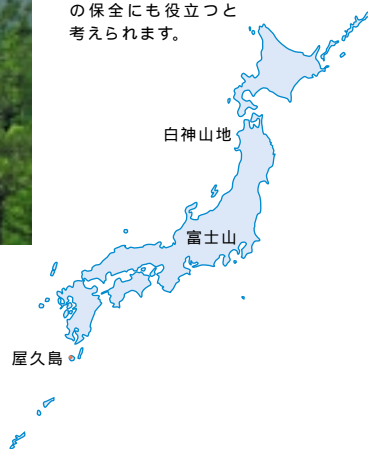 の保全にも役立つと
考えられます。
白神山地
富士山
屋久島